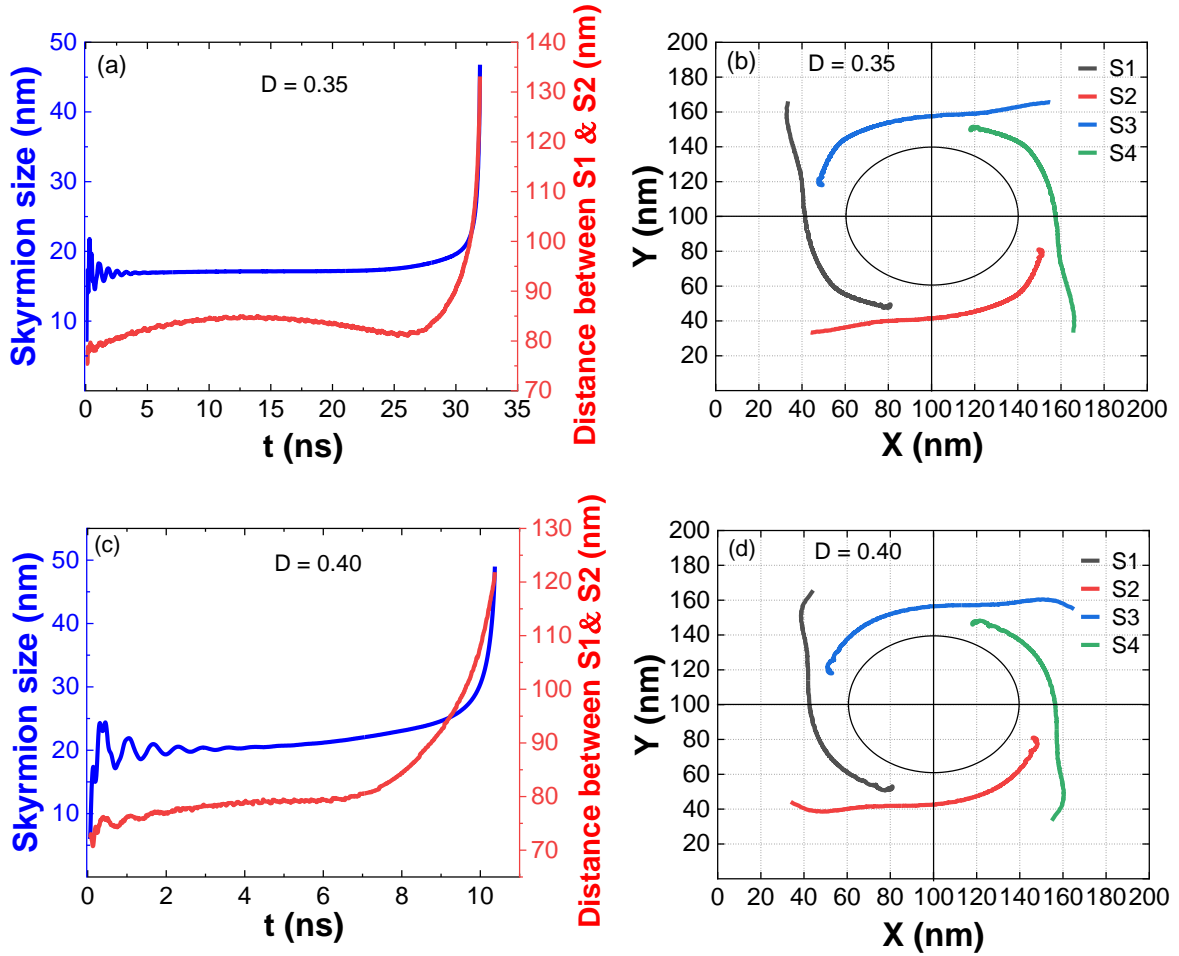 (a)
D = 0.35
Skyrmion size (nm)
50
40
30
20
10
Distance between S1 & S2 (nm)
140
130
120
110
100
90
80
70
0 5 10 15 20 25 30 35
t (ns)
(b)
D = 0.35
S1
S2
S3
S4
Y (nm)
200
180
160
140
120
100
80
60
40
20
0 20 40 60 80 100 120 140 160 180 200
X (nm)
(c)
D = 0.40
Skyrmion size (nm)
50
40
30
20
10
Distance between S1& S2 (nm)
130
120
110
100
90
80
70
0 2 4 6 8 10
t (ns)
(d)
D = 0.40
S1
S2
S3
S4
Y (nm)
200
180
160
140
120
100
80
60
40
20
0 20 40 60 80 100 120 140 160 180 200
X (nm)